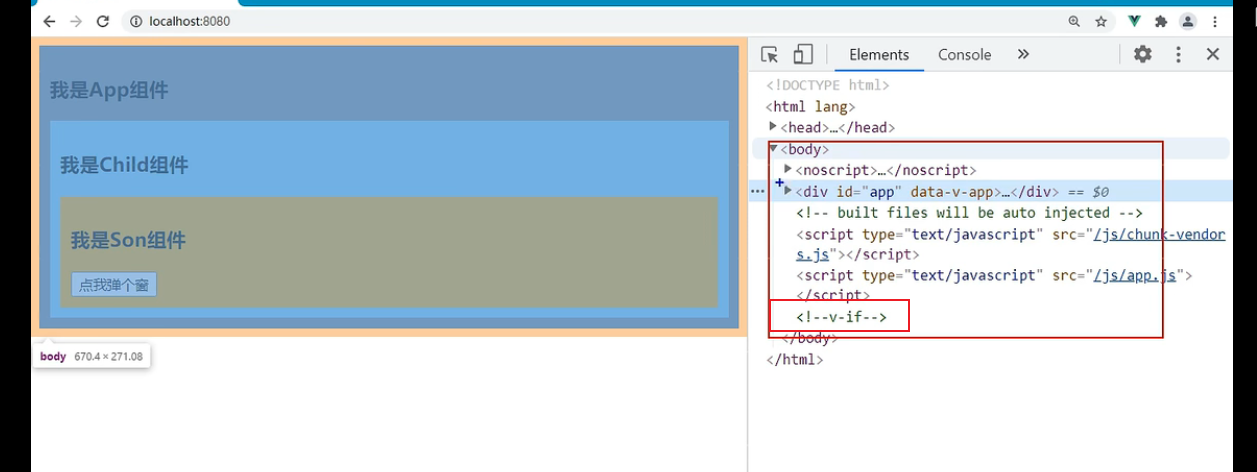 localhost:8080
Elements
Console
我是App组件
我是Child组件
我是Son组件
点我弹个窗
body 670.4 × 271.08
<!DOCTYPE html>
<html lang>
<head>…</head>
<body>
<noscript>…</noscript>
<div id="app" data-v-app>…</div> == $0
<!-- built files will be auto injected -->
<script type="text/javascript" src="/js/chunk-vendor
s.js"></script>
<script type="text/javascript" src="/js/app.js">
</script>
<!--v-if-->
</body>
</html>